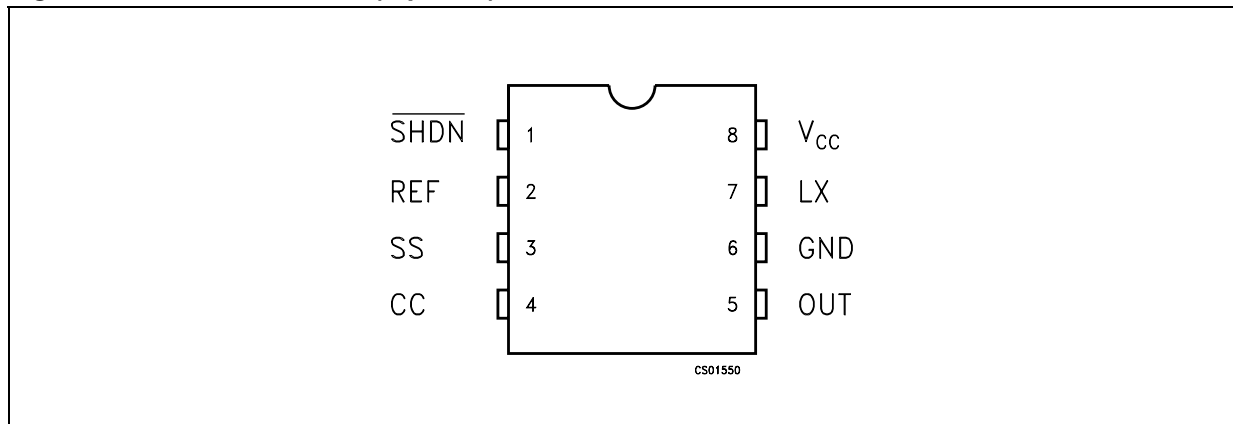 SHDN 1 8 VCC
REF 2 7 LX
SS 3 6 GND
CC 4 5 OUT
CS01550